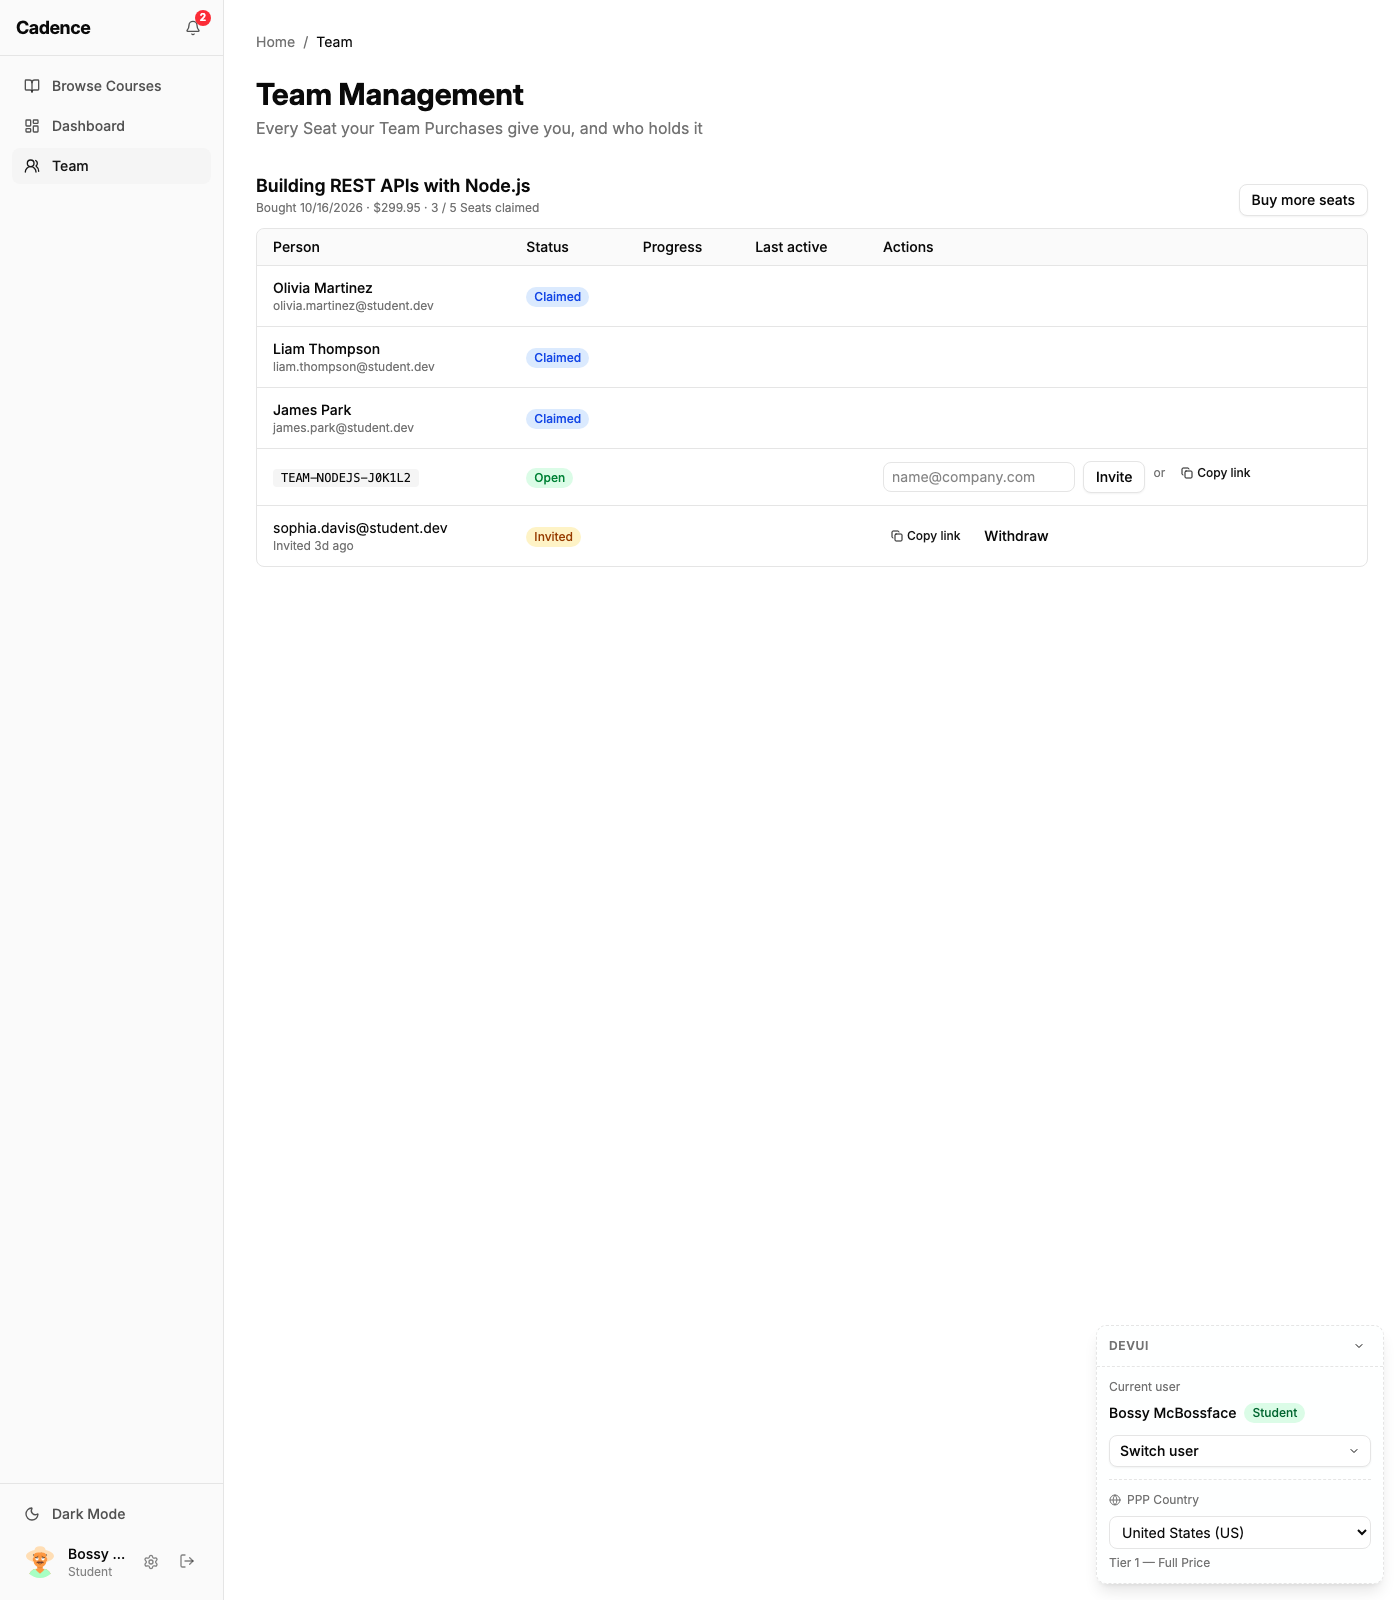 Cadence
2
Browse Courses
Dashboard
Team
Home / Team
Team Management
Every Seat your Team Purchases give you, and who holds it
Building REST APIs with Node.js
Bought 10/16/2026 · $299.95 · 3 / 5 Seats claimed
Buy more seats
Person Status Progress Last active Actions
Olivia Martinez
olivia.martinez@student.dev
Claimed
Liam Thompson
liam.thompson@student.dev
Claimed
James Park
james.park@student.dev
Claimed
TEAM-NODEJS-J0K1L2 Open name@company.com Invite or Copy link
sophia.davis@student.dev
Invited 3d ago
Invited
Copy link Withdraw
DEVUI
Current user
Bossy McBossface Student
Switch user
PPP Country
United States (US)
Tier 1 — Full Price
Dark Mode
Bossy ...
Student